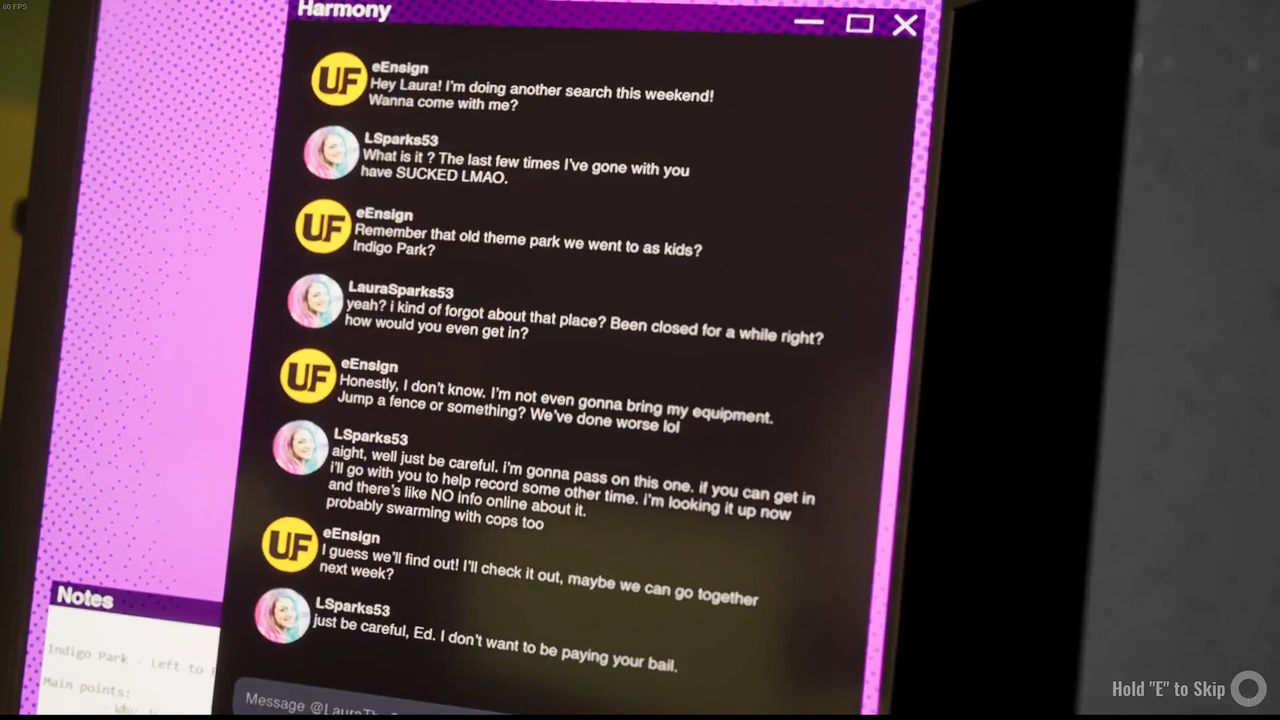 60 FPS
Harmony
UF
eEnsign
Hey Laura! I'm doing another search this weekend!
Wanna come with me?
LSparks53
What is it ? The last few times I've gone with you
have SUCKED LMAO.
UF
eEnsign
Remember that old theme park we went to as kids?
Indigo Park?
LauraSparks53
yeah? i kind of forgot about that place? Been closed for a while right?
how would you even get in?
UF
eEnsign
Honestly, I don't know. I'm not even gonna bring my equipment.
Jump a fence or something? We've done worse lol
LSparks53
aight, well just be careful. i'm gonna pass on this one. if you can get in
i'll go with you to help record some other time. i'm looking it up now
and there's like NO info online about it.
probably swarming with cops too
UF
eEnsign
I guess we'll find out! I'll check it out, maybe we can go together
next week?
LSparks53
just be careful, Ed. I don't want to be paying your bail.
Notes
Indigo Park - Left to
Main points:
Message
Hold "E" to Skip